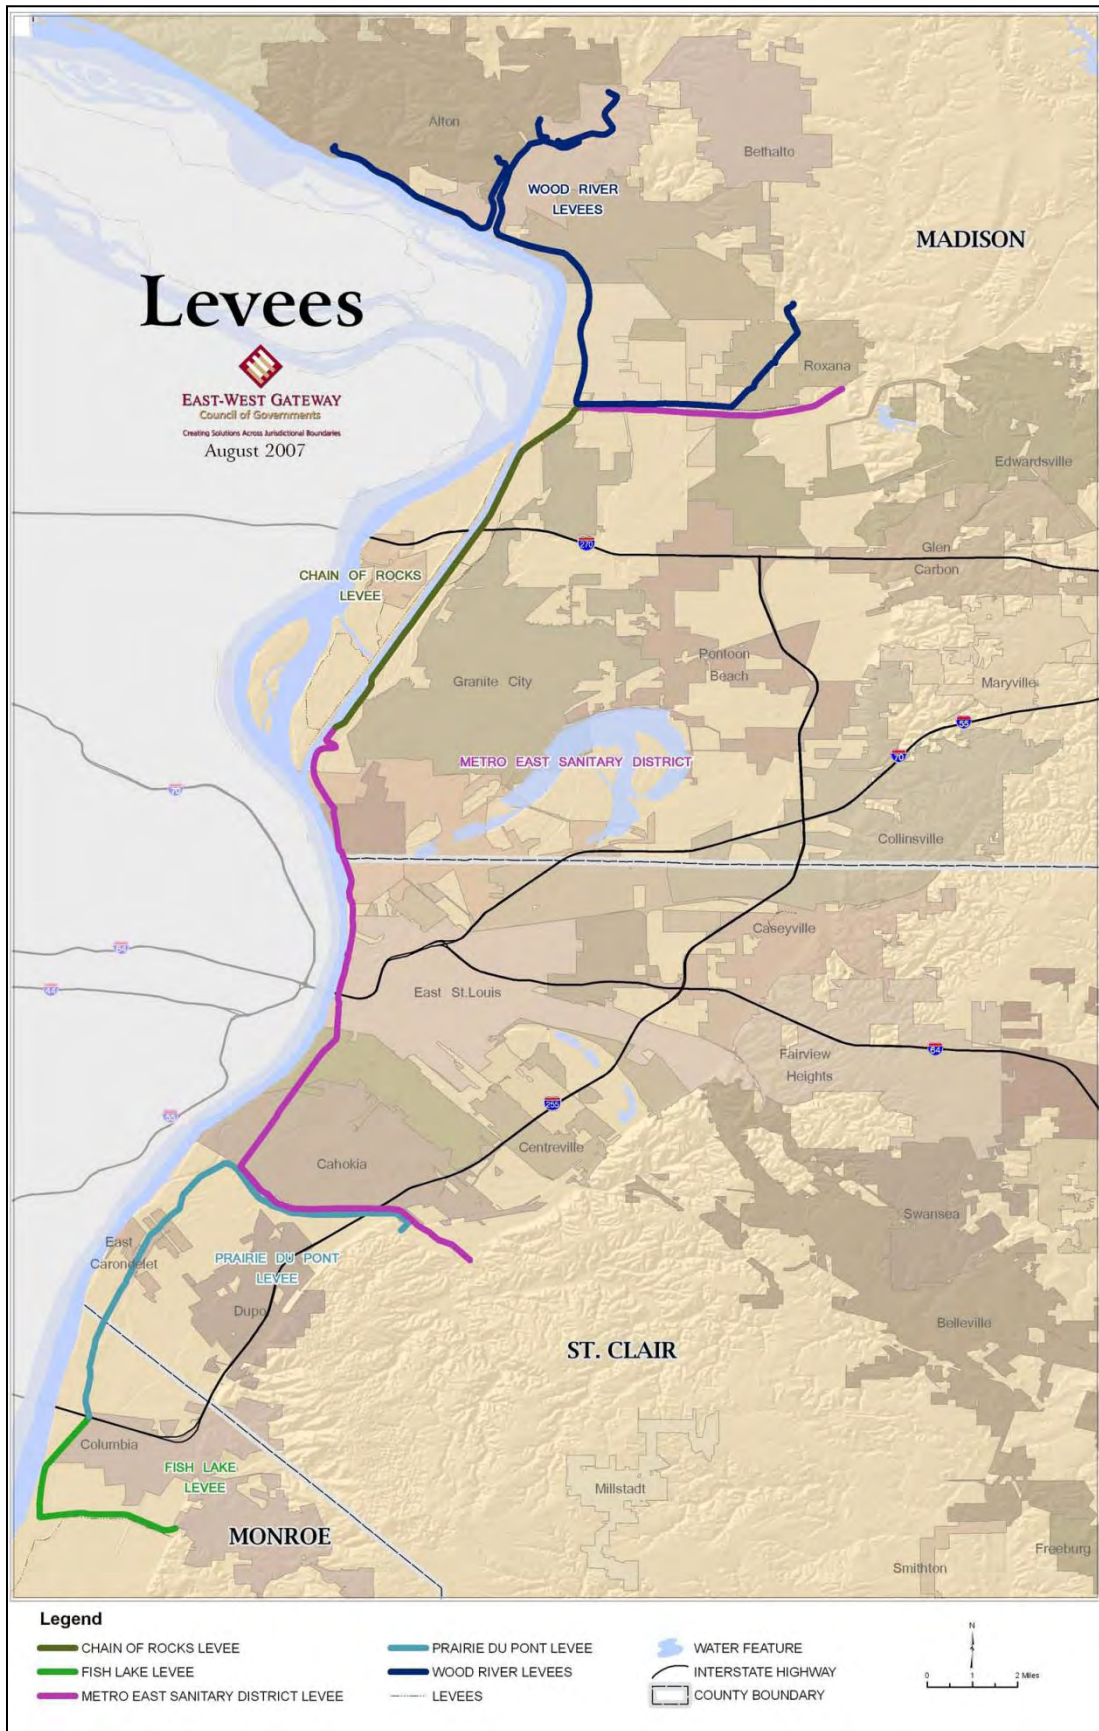 Alton
Bethalto
WOOD RIVER
LEVEES
MADISON
Levees
EAST-WEST GATEWAY
Council of Governments
Creating Solutions Across Jurisdictional Boundaries
August 2007
Roxana
Edwardsville
270
Glen
Carbon
CHAIN OF ROCKS
LEVEE
Pontoon
Beach
Granite City
Maryville
55
METRO EAST SANITARY DISTRICT
70
70
Collinsville
Caseyville
64
44
East St.Louis
64
Fairview
Heights
255
55
Centreville
Cahokia
Swansea
East
Carondelet
PRAIRIE DU PONT
LEVEE
Dupo
Belleville
ST. CLAIR
Columbia
FISH LAKE
LEVEE
Millstadt
MONROE
Freeburg
Smithton
Legend
CHAIN OF ROCKS LEVEE
FISH LAKE LEVEE
METRO EAST SANITARY DISTRICT LEVEE
PRAIRIE DU PONT LEVEE
WOOD RIVER LEVEES
LEVEES
WATER FEATURE
INTERSTATE HIGHWAY
COUNTY BOUNDARY
N
0 1 2 Miles